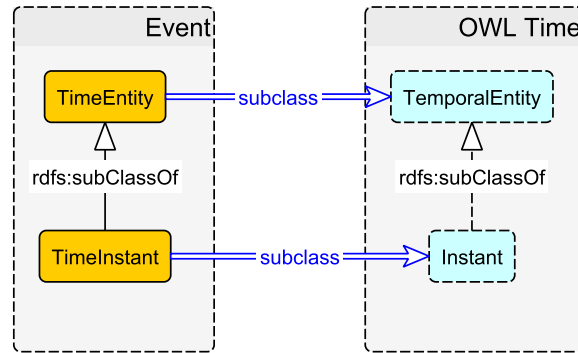 Event
OWL Time
TimeEntity
subclass
TemporalEntity
rdfs:subClassOf
rdfs:subClassOf
TimeInstant
subclass
Instant